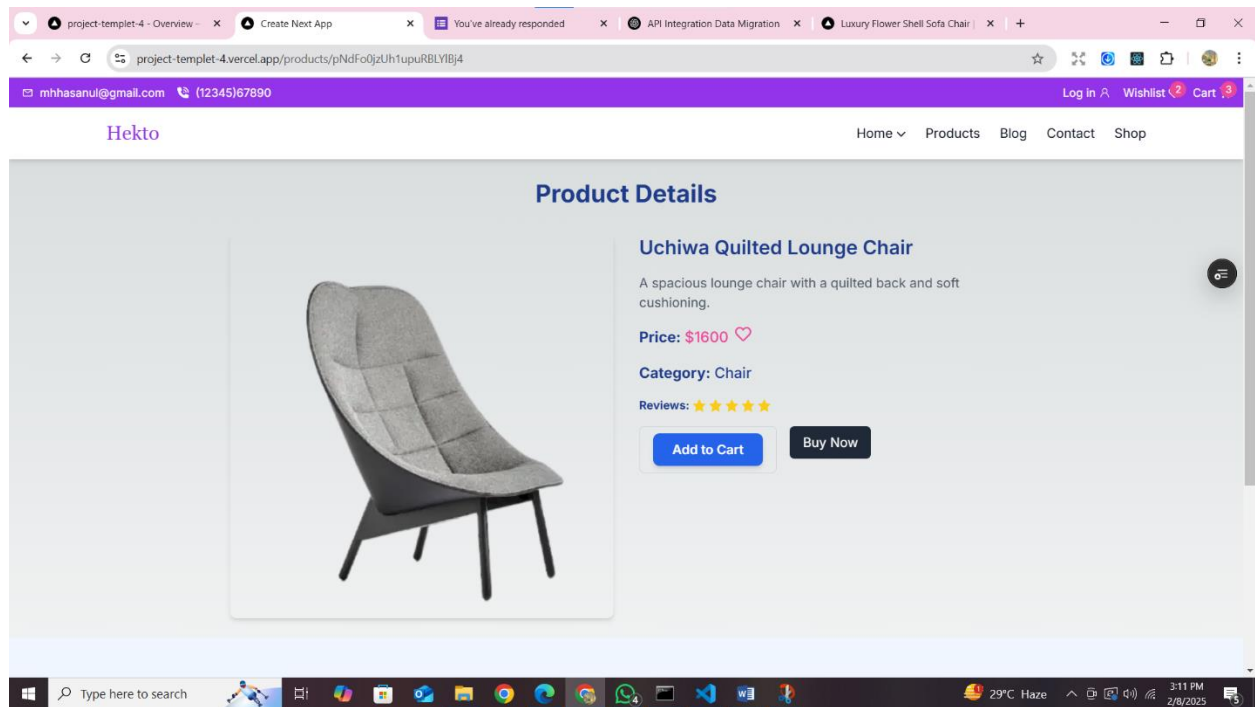 project-templet-4 - Overview -
Create Next App
You've already responded
API Integration Data Migration
Luxury Flower Shell Sofa Chair |
project-templet-4.vercel.app/products/pNdFo0jzUh1upuRBLYlBj4
mhhasanul@gmail.com (12345)67890
Log in Wishlist 2 Cart 3
Hekto
Home Products Blog Contact Shop
Product Details
Uchiwa Quilted Lounge Chair
A spacious lounge chair with a quilted back and soft
cushioning.
Price: $1600
Category: Chair
Reviews:
Add to Cart
Buy Now
Type here to search
4
29°C Haze
3:11 PM
2/8/2025
5